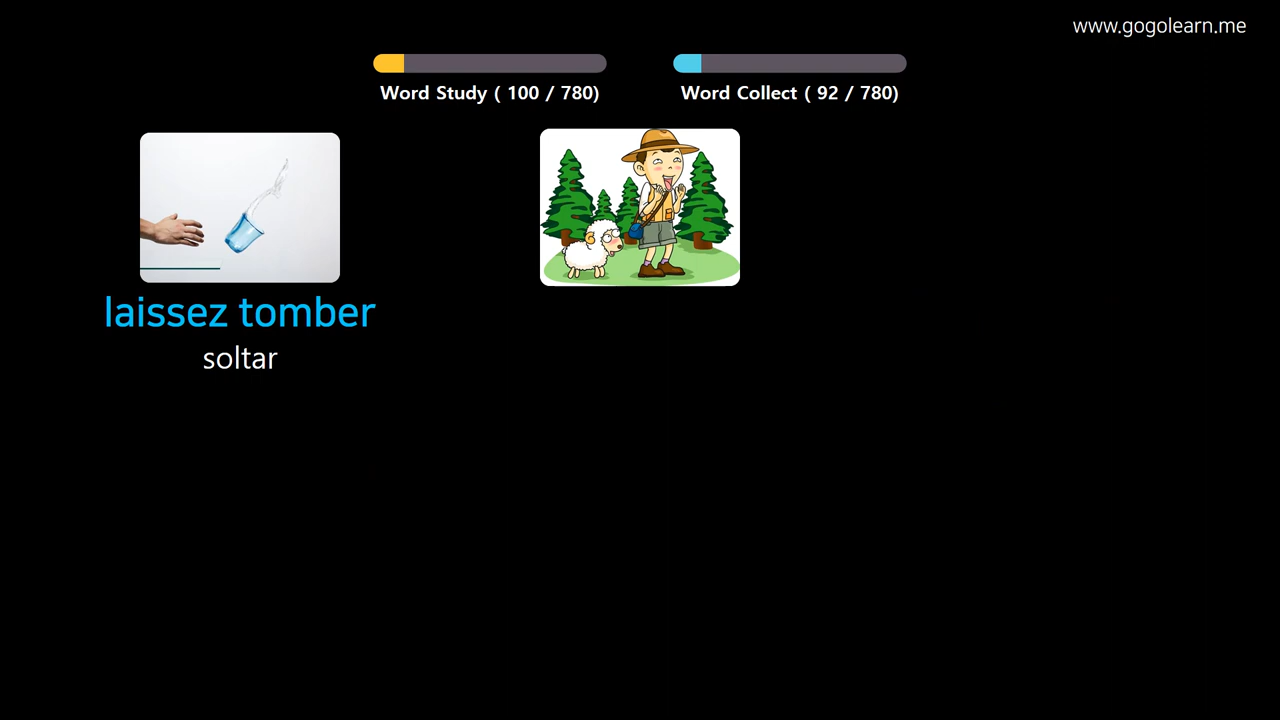 www.gogolearn.me
Word Study ( 100 / 780)
Word Collect ( 92 / 780)
laissez tomber
soltar